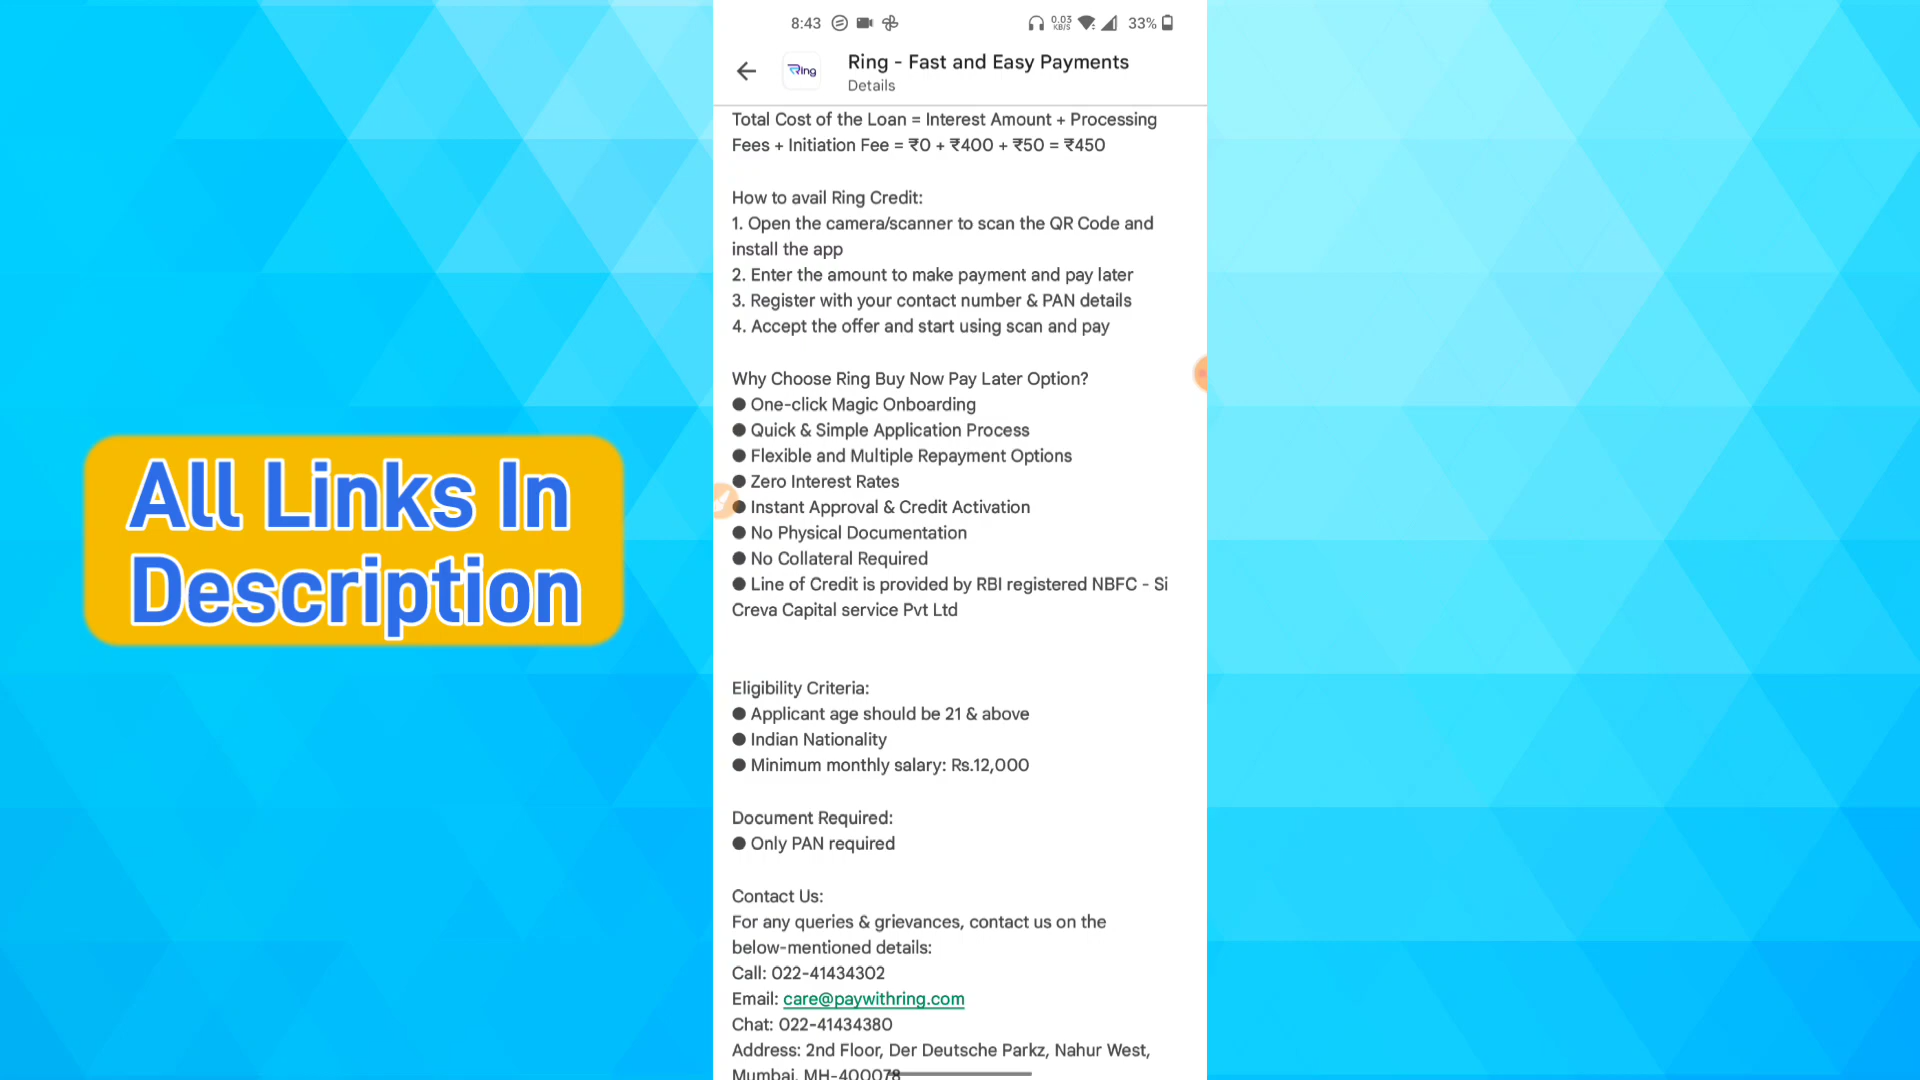 8:43
0.03
KB/S
33%
Ring
Ring - Fast and Easy Payments
Details
Total Cost of the Loan = Interest Amount + Processing
Fees + Initiation Fee = ₹0 + ₹400 + ₹50 = ₹450
How to avail Ring Credit:
1. Open the camera/scanner to scan the QR Code and
install the app
2. Enter the amount to make payment and pay later
3. Register with your contact number & PAN details
4. Accept the offer and start using scan and pay
Why Choose Ring Buy Now Pay Later Option?
● One-click Magic Onboarding
● Quick & Simple Application Process
● Flexible and Multiple Repayment Options
● Zero Interest Rates
● Instant Approval & Credit Activation
● No Physical Documentation
● No Collateral Required
● Line of Credit is provided by RBI registered NBFC - Si
Creva Capital service Pvt Ltd
Eligibility Criteria:
● Applicant age should be 21 & above
● Indian Nationality
● Minimum monthly salary: Rs.12,000
Document Required:
● Only PAN required
Contact Us:
For any queries & grievances, contact us on the
below-mentioned details:
Call: 022-41434302
Email: care@paywithring.com
Chat: 022-41434380
Address: 2nd Floor, Der Deutsche Parkz, Nahur West,
Mumbai, MH-400078
All Links In
Description